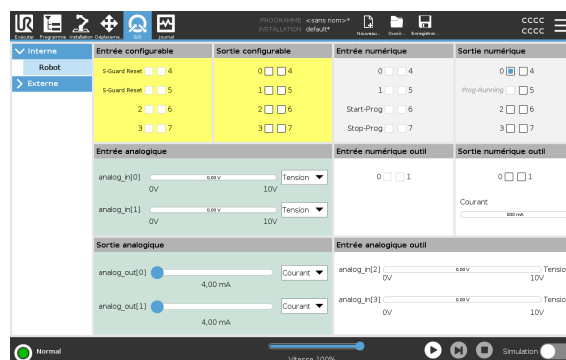 PROGRAMME <sans nom>*
INSTALLATION default*
CCCC
CCCC
Exécuter Programme Installation Déplaceme... E/S Journal
Nouveau... Ouvrir... Enregistrer...
Interne
Robot
Externe
Entrée configurable
S-Guard Reset 4
S-Guard Reset 5
2 6
3 7
Sortie configurable
0 4
1 5
2 6
3 7
Entrée numérique
0 4
1 5
Start-Prog 6
Stop-Prog 7
Sortie numérique
0 4
Prog-Running 5
2 6
3 7
Entrée analogique
analog_in[0] 0,00 V Tension
0V 10V
analog_in[1] 0,00 V Tension
0V 10V
Entrée numérique outil
0 1
Sortie numérique outil
0 1
Courant
000 mA
Sortie analogique
analog_out[0] Courant
4,00 mA
analog_out[1] Courant
4,00 mA
Entrée analogique outil
analog_in[2] 0,00 V Tensio
0V 10V
analog_in[3] 0,00 V Tensio
0V 10V
Normal
Vitesse 100%
Simulation